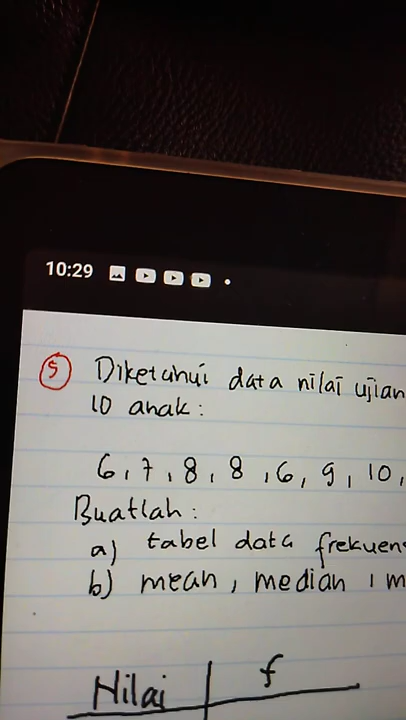 10:29
5 Diketahui data nilai ujian
10 anak:
6, 7, 8, 8, 6, 9, 10,
Buatlah:
a) tabel data
b) mean, median,
Nilai f